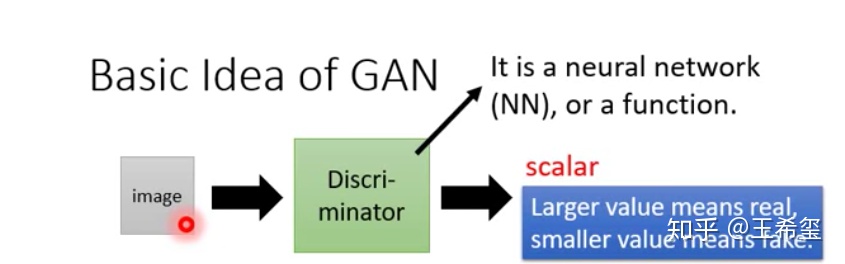 Basic Idea of GAN
It is a neural network
(NN), or a function.
image
Discri-
minator
scalar
Larger value means real,
smaller value means fake.
知乎 @王希玺